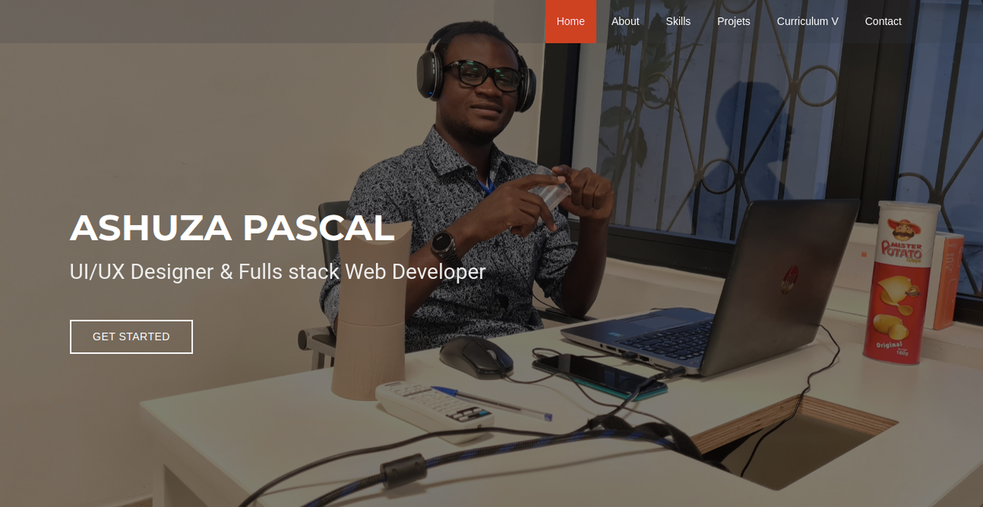 Home About Skills Projets Curriculum V Contact
ASHUZA PASCAL
UI/UX Designer & Fulls stack Web Developer
GET STARTED
MISTER
POTATO
Original